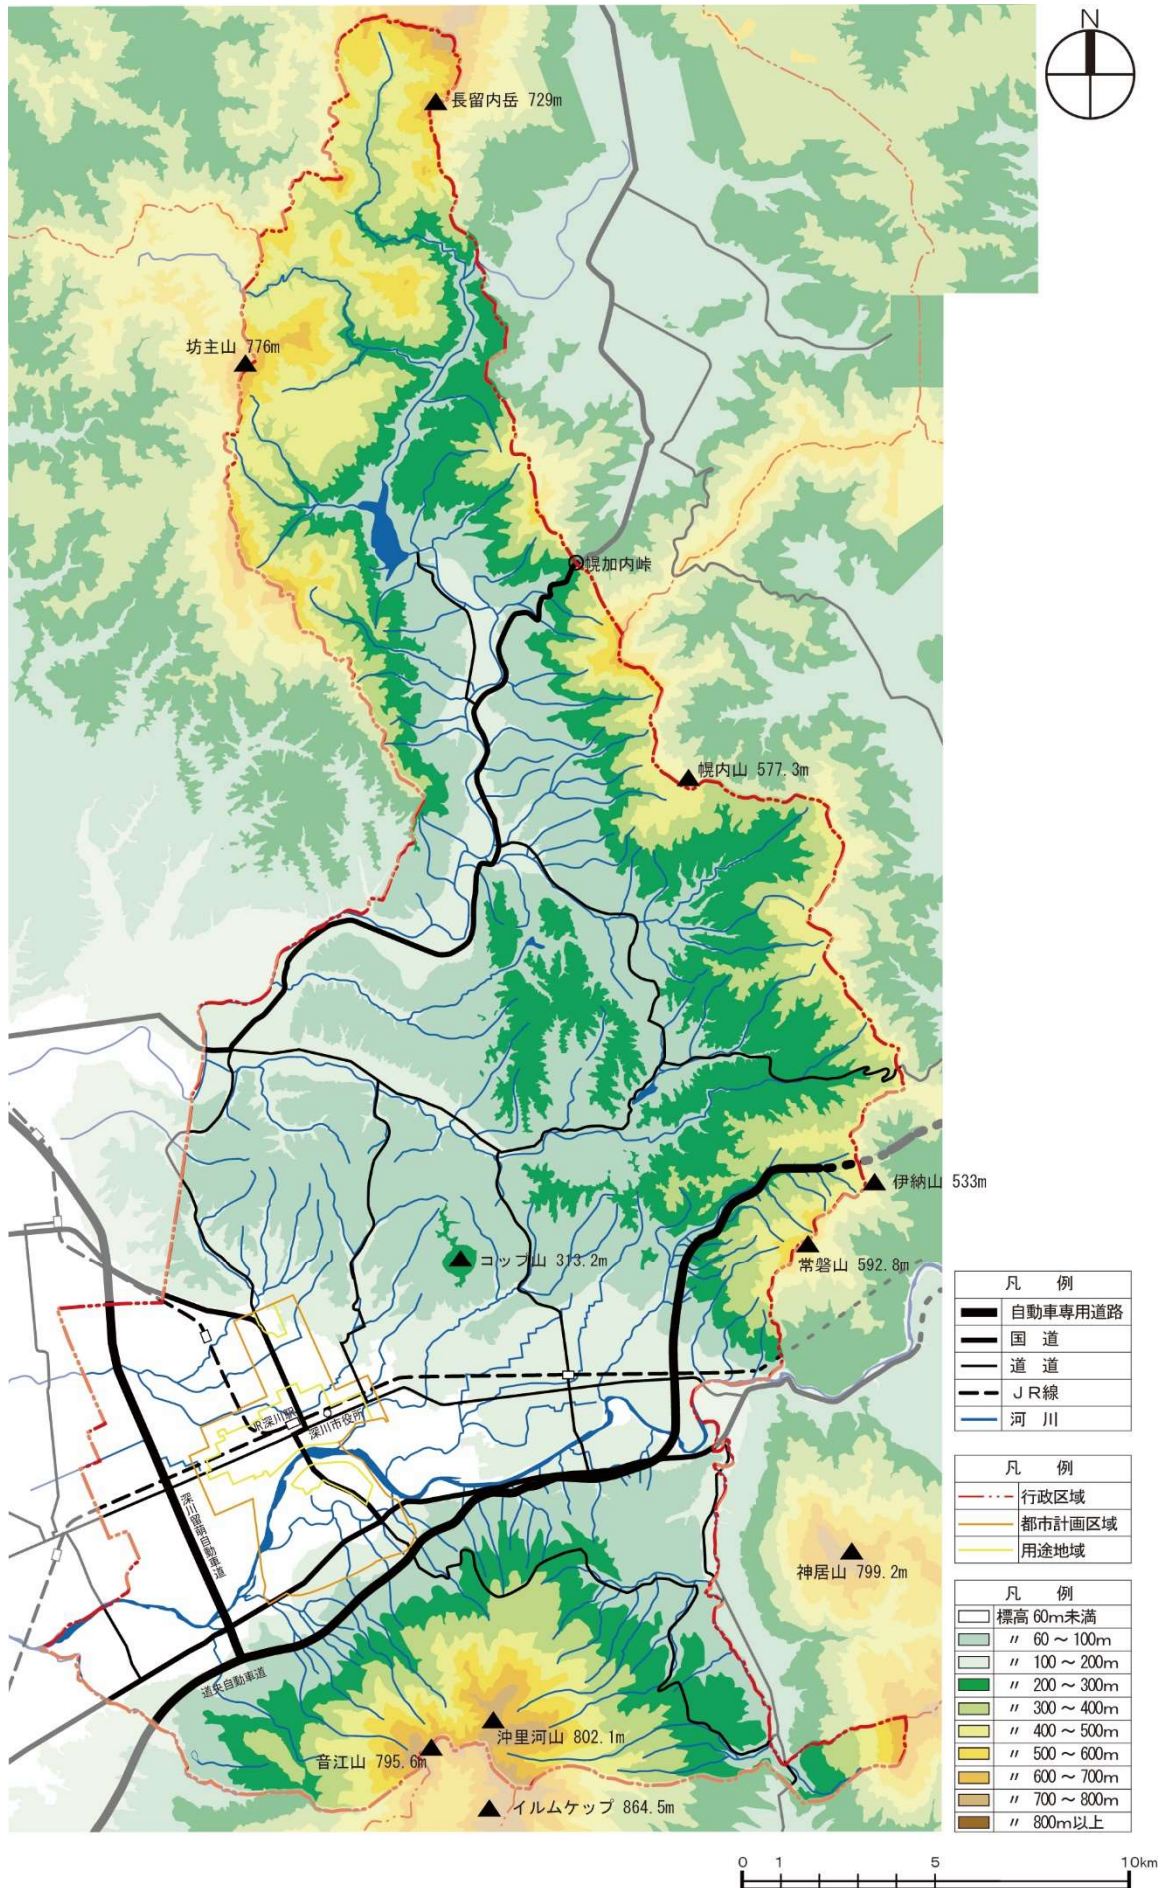 N
長留内岳 729m
坊主山 776m
幌加内峠
幌内山 577.3m
伊納山 533m
コップ山 313.2m
常磐山 592.8m
JR深川駅
深川市役所
深川留萌自動車道
神居山 799.2m
道央自動車道
沖里河山 802.1m
音江山 795.6m
イルムケップ 864.5m
凡 例
自動車専用道路
国 道
道 道
JR線
河 川
凡 例
行政区域
都市計画区域
用途地域
凡 例
標高 60m未満
〃 60～100m
〃 100～200m
〃 200～300m
〃 300～400m
〃 400～500m
〃 500～600m
〃 600～700m
〃 700～800m
〃 800m以上
0 1 5 10km